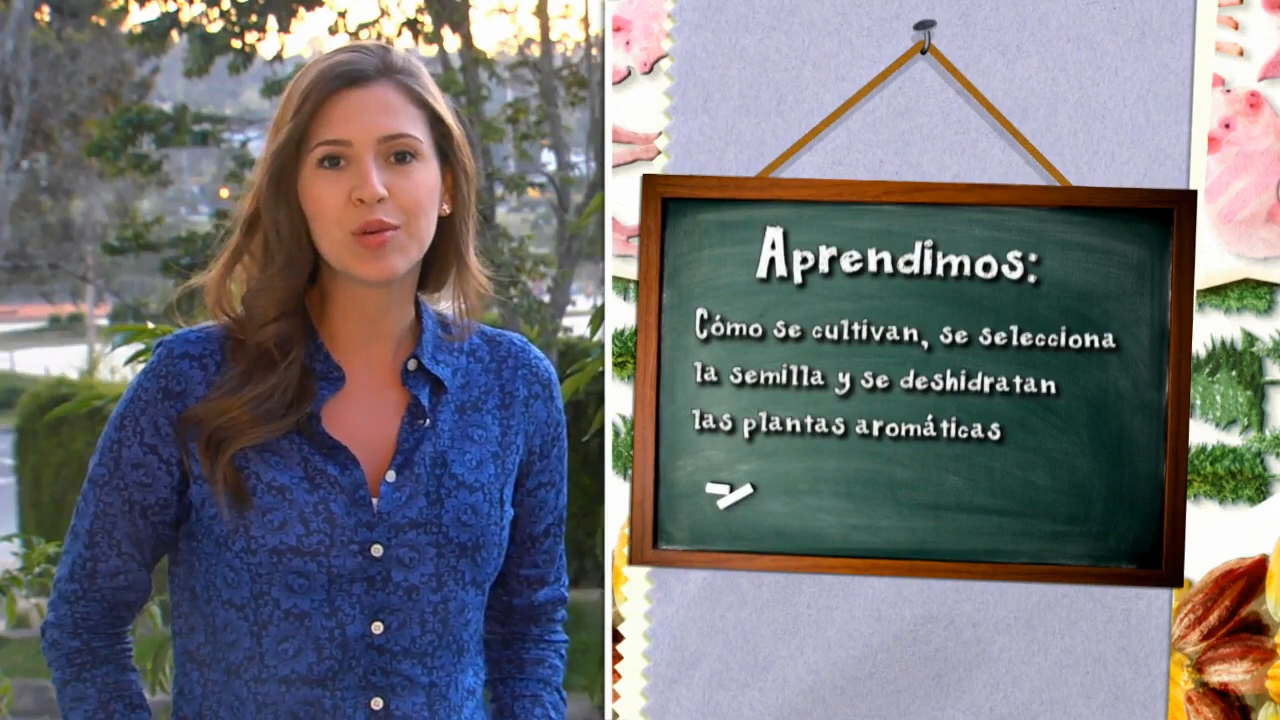 Aprendimos:
Cómo se cultivan, se selecciona
la semilla y se deshidratan
las plantas aromáticas